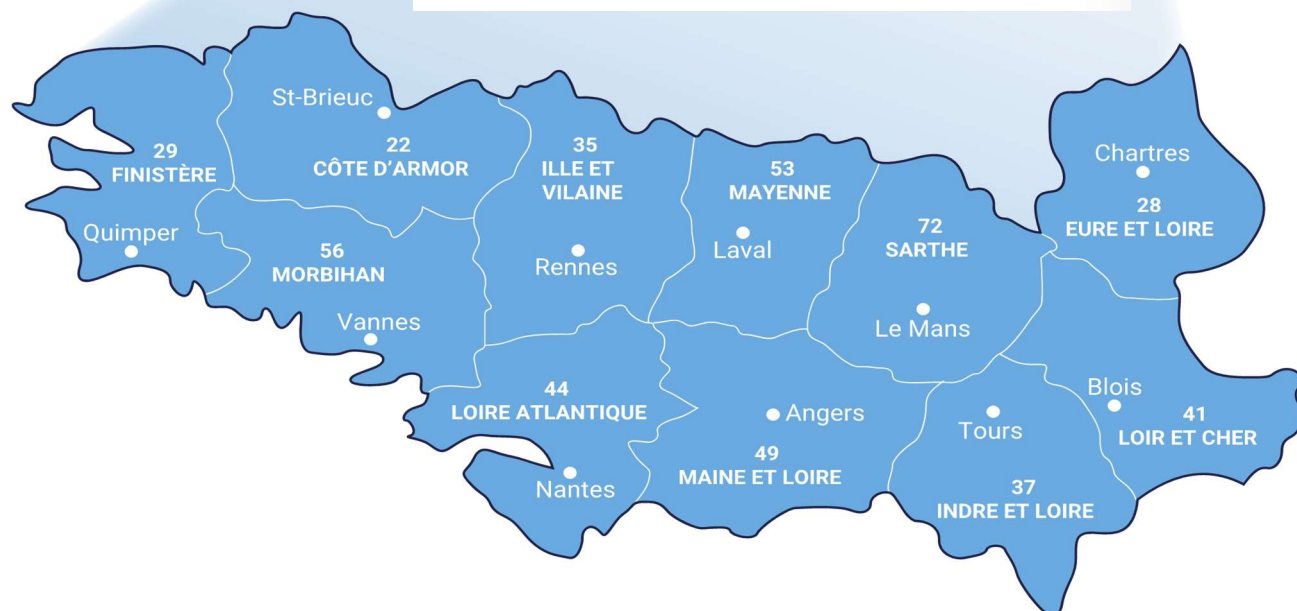 29
FINISTÈRE
Quimper
St-Brieuc
22
CÔTE D'ARMOR
56
MORBIHAN
Vannes
35
ILLE ET
VILAINE
Rennes
53
MAYENNE
Laval
72
SARTHE
Le Mans
Chartres
28
EURE ET LOIRE
44
LOIRE ATLANTIQUE
Nantes
Angers
49
MAINE ET LOIRE
Tours
37
INDRE ET LOIRE
Blois
41
LOIR ET CHER